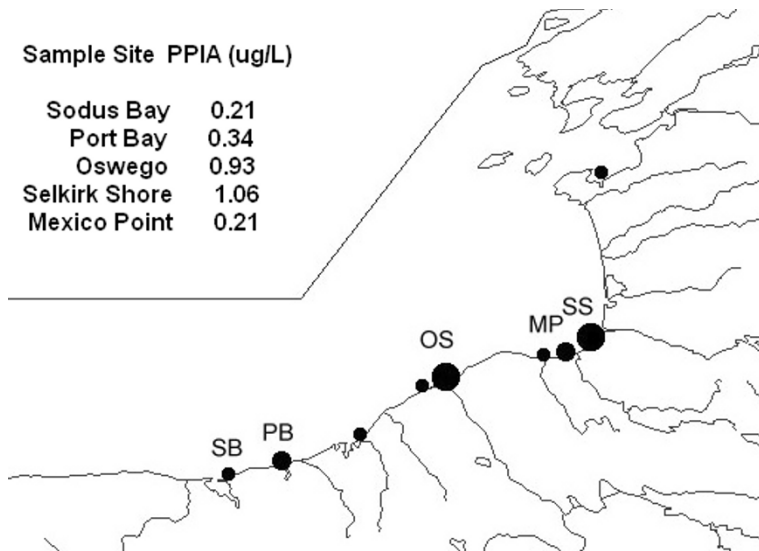 Sample Site PPIA (ug/L)
Sodus Bay 0.21
Port Bay 0.34
Oswego 0.93
Selkirk Shore 1.06
Mexico Point 0.21
SS
MP
OS
PB
SB